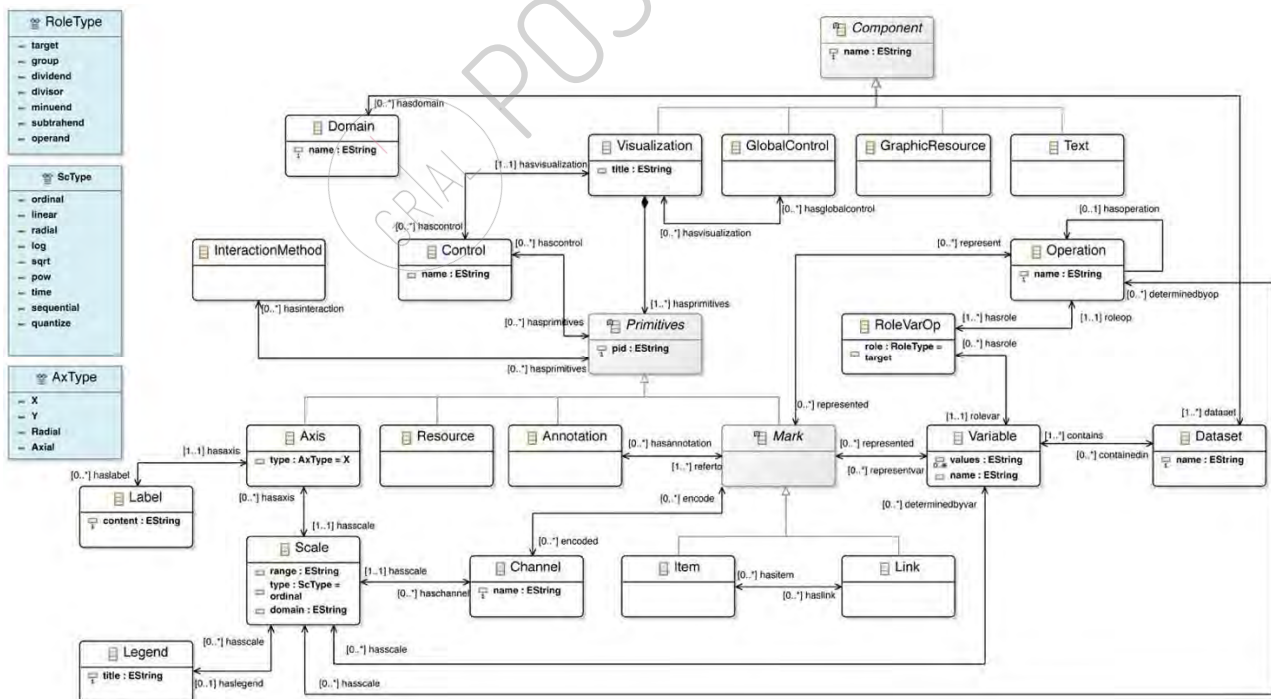 RoleType
target
group
dividend
divisor
minuend
subtrahend
operand
ScType
ordinal
linear
radial
log
sqrt
pow
time
sequential
quantize
AxType
X
Y
Radial
Axial
Component
name : EString
[0..*] hasdomain
Domain
name : EString
Visualization
title : EString
GlobalControl
GraphicResource
Text
[1..1] hasvisualization
[0..*] hasglobalcontrol
[0..*] hasvisualization
[0..1] hasoperation
[0..*] hascontrol
[0..*] hascontrol
[0..*] represent
InteractionMethod
Control
name : EString
Operation
name : EString
[0..*] determinedbyop
[0..*] hasinteraction
[1..*] hasprimitives
[0..*] hasprimitives
[0..*] hasprimitives
Primitives
pid : EString
[1..*] hasrole
[1..1] roleop
RoleVarOp
role : RoleType =
target
[0..*] hasrole
[0..*] represented
[1..1] rolevar
[1..*] dataset
Axis
type : AxType = X
Resource
Annotation
[0..*] hasannotation
[1..*] referto
Mark
[0..*] represented
[0..*] representvar
Variable
values : EString
0..*
name : EString
[1..*] contains
[0..*] containedin
Dataset
name : EString
[1..1] hasaxis
[0..*] haslabel
Label
content : EString
[0..*] hasaxis
[1..1] hasscale
[0..*] encode
[0..*] encoded
[0..*] determinedbyvar
Scale
range : EString
type : ScType =
ordinal
domain : EString
[1..1] hasscale
[0..*] haschannel
Channel
name : EString
Item
[0..*] hasitem
[0..*] haslink
Link
[0..*] hasscale
[0..*] hasscale
Legend
title : EString
[0..1] haslegend
[0..*] hasscale
GRIAL
POS